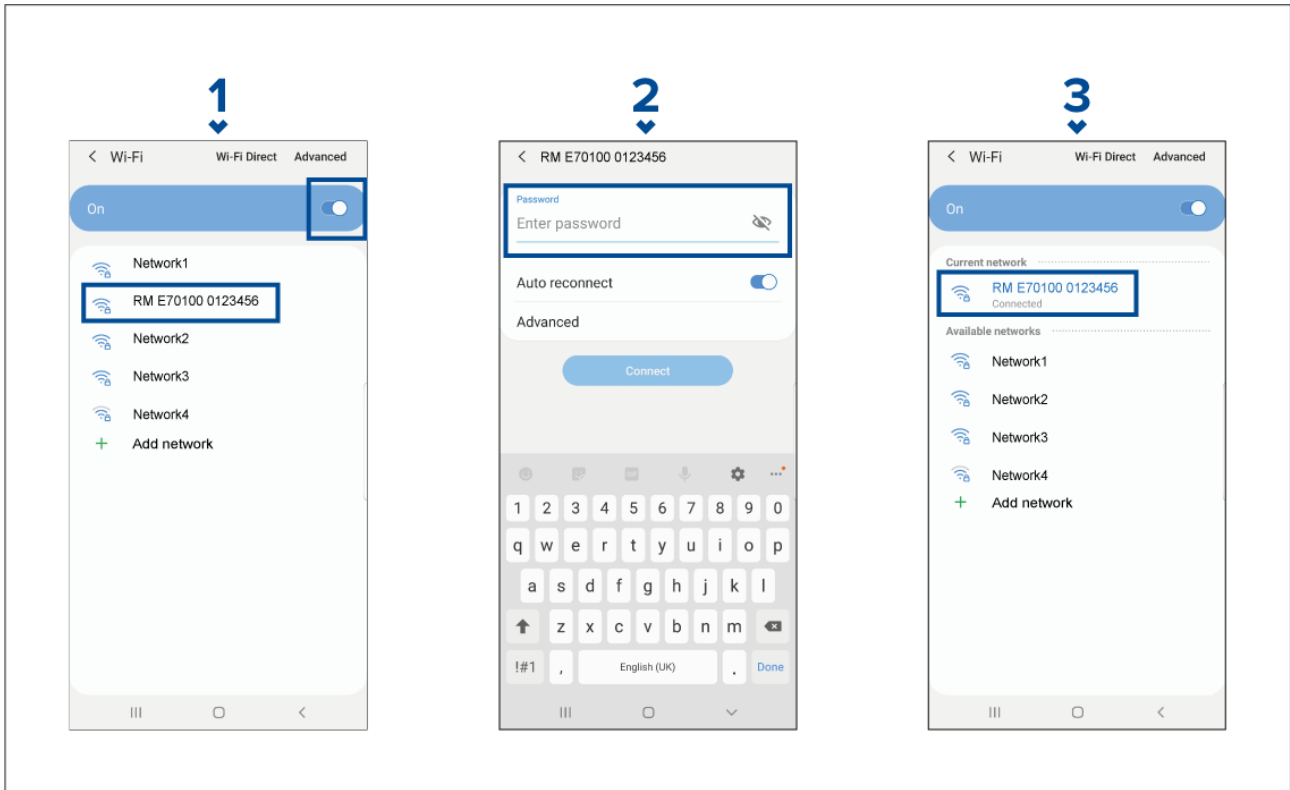 1
Wi-Fi Wi-Fi Direct Advanced
On
Network1
RM E70100 0123456
Network2
Network3
Network4
+ Add network
2
RM E70100 0123456
Password
Enter password
Auto reconnect
Advanced
Connect
1 2 3 4 5 6 7 8 9 0
q w e r t y u i o p
a s d f g h j k l
z x c v b n m
!#1 , English (UK) . Done
3
Wi-Fi Wi-Fi Direct Advanced
On
Current network
RM E70100 0123456
Connected
Available networks
Network1
Network2
Network3
Network4
+ Add network